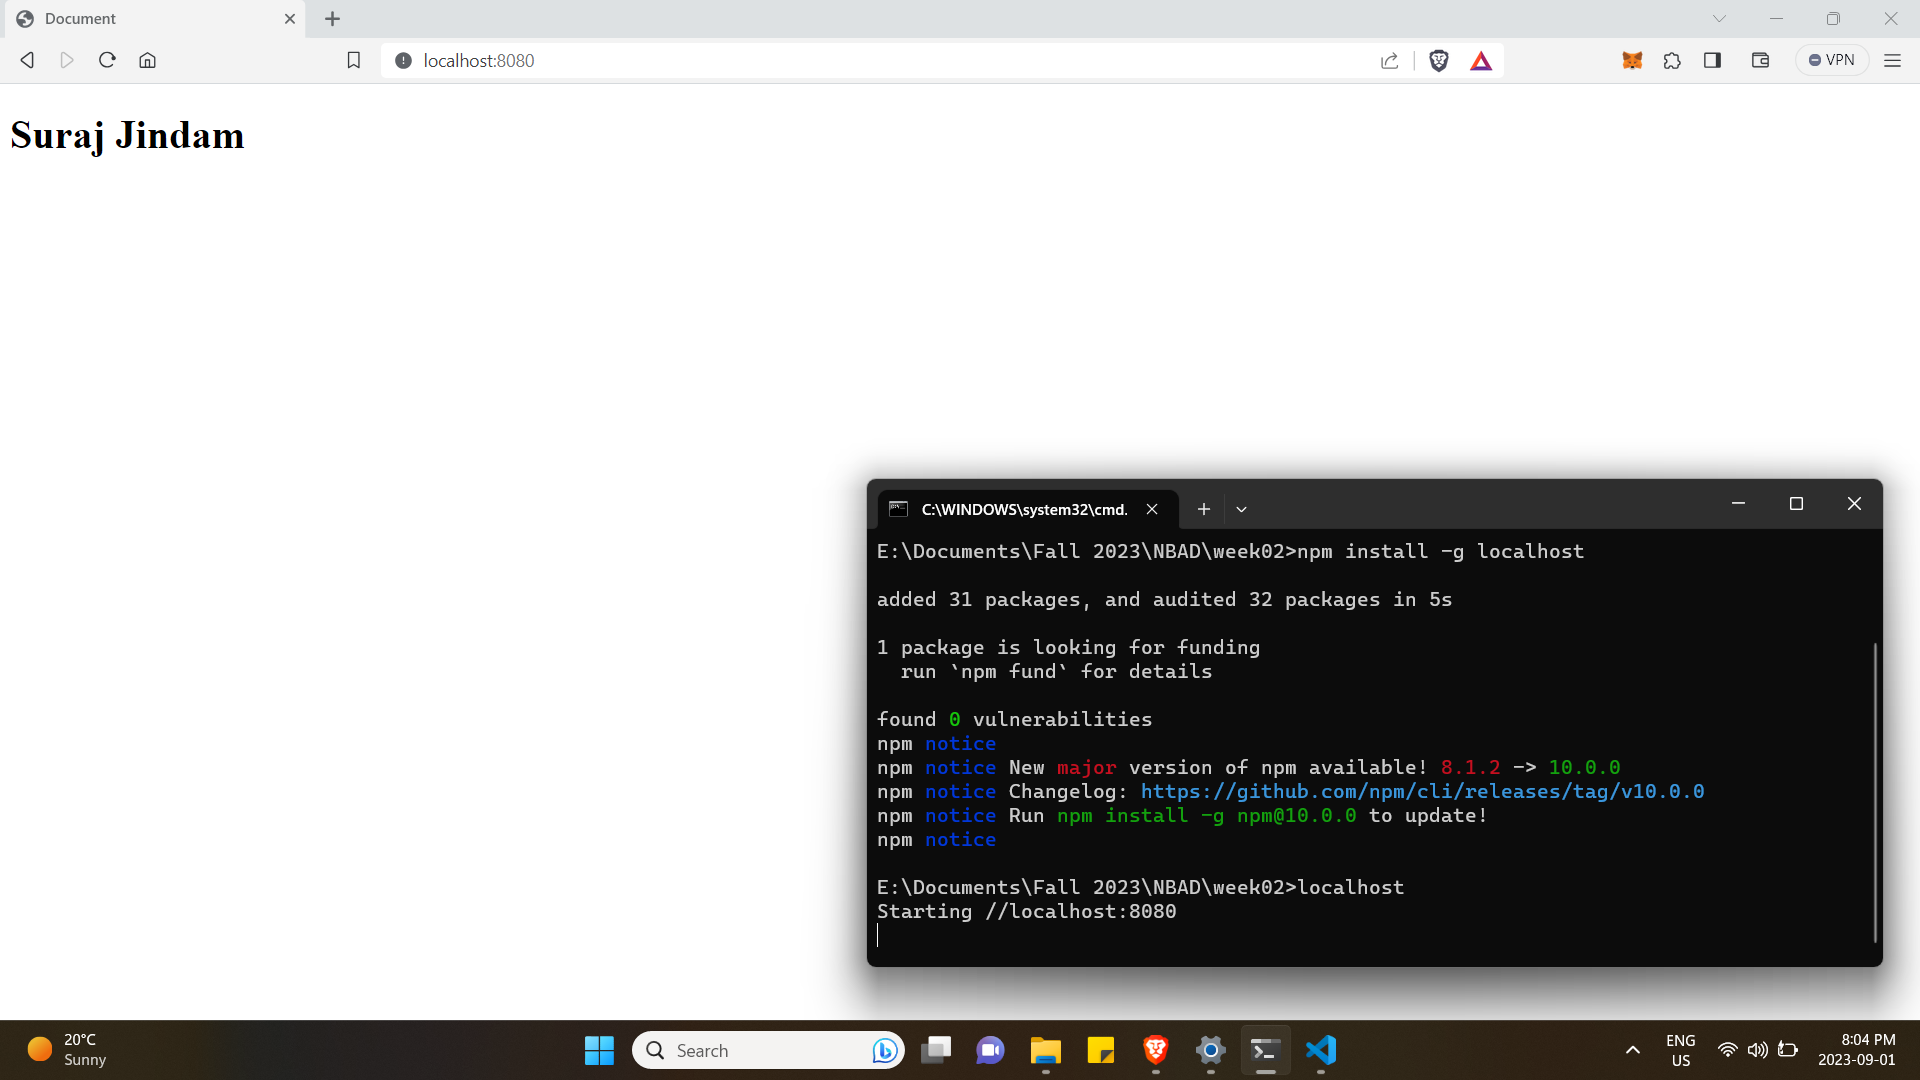 Document
localhost:8080
VPN
Suraj Jindam
C:\WINDOWS\system32\cmd.
E:\Documents\Fall 2023\NBAD\week02>npm install -g localhost
added 31 packages, and audited 32 packages in 5s
1 package is looking for funding
run `npm fund` for details
found 0 vulnerabilities
npm notice
npm notice New major version of npm available! 8.1.2 -> 10.0.0
npm notice Changelog: https://github.com/npm/cli/releases/tag/v10.0.0
npm notice Run npm install -g npm@10.0.0 to update!
npm notice
E:\Documents\Fall 2023\NBAD\week02>localhost
Starting //localhost:8080
20°C
Sunny
Search
ENG
US
8:04 PM
2023-09-01